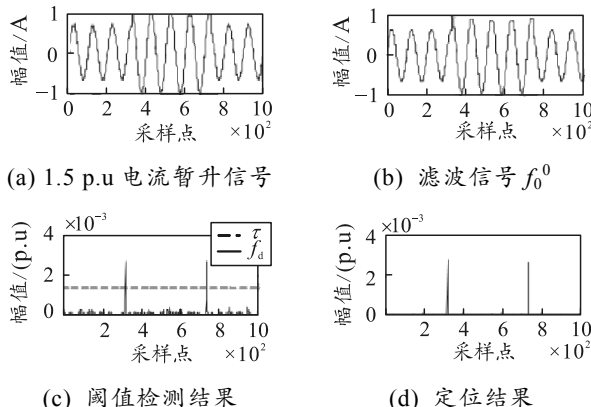 1
0
−1
幅值/A
0 2 4 6 8 10
采样点
×10²
(a) 1.5 p.u 电流暂升信号
1
0
−1
幅值/A
0 2 4 6 8 10
采样点
×10²
(b) 滤波信号 f₀⁰
×10⁻³
4
2
0
幅值/(p.u)
τ
f_d
2 4 6 8 10
采样点
×10²
(c) 阈值检测结果
×10⁻³
4
2
0
幅值/(p.u)
2 4 6 8 10
采样点
×10²
(d) 定位结果